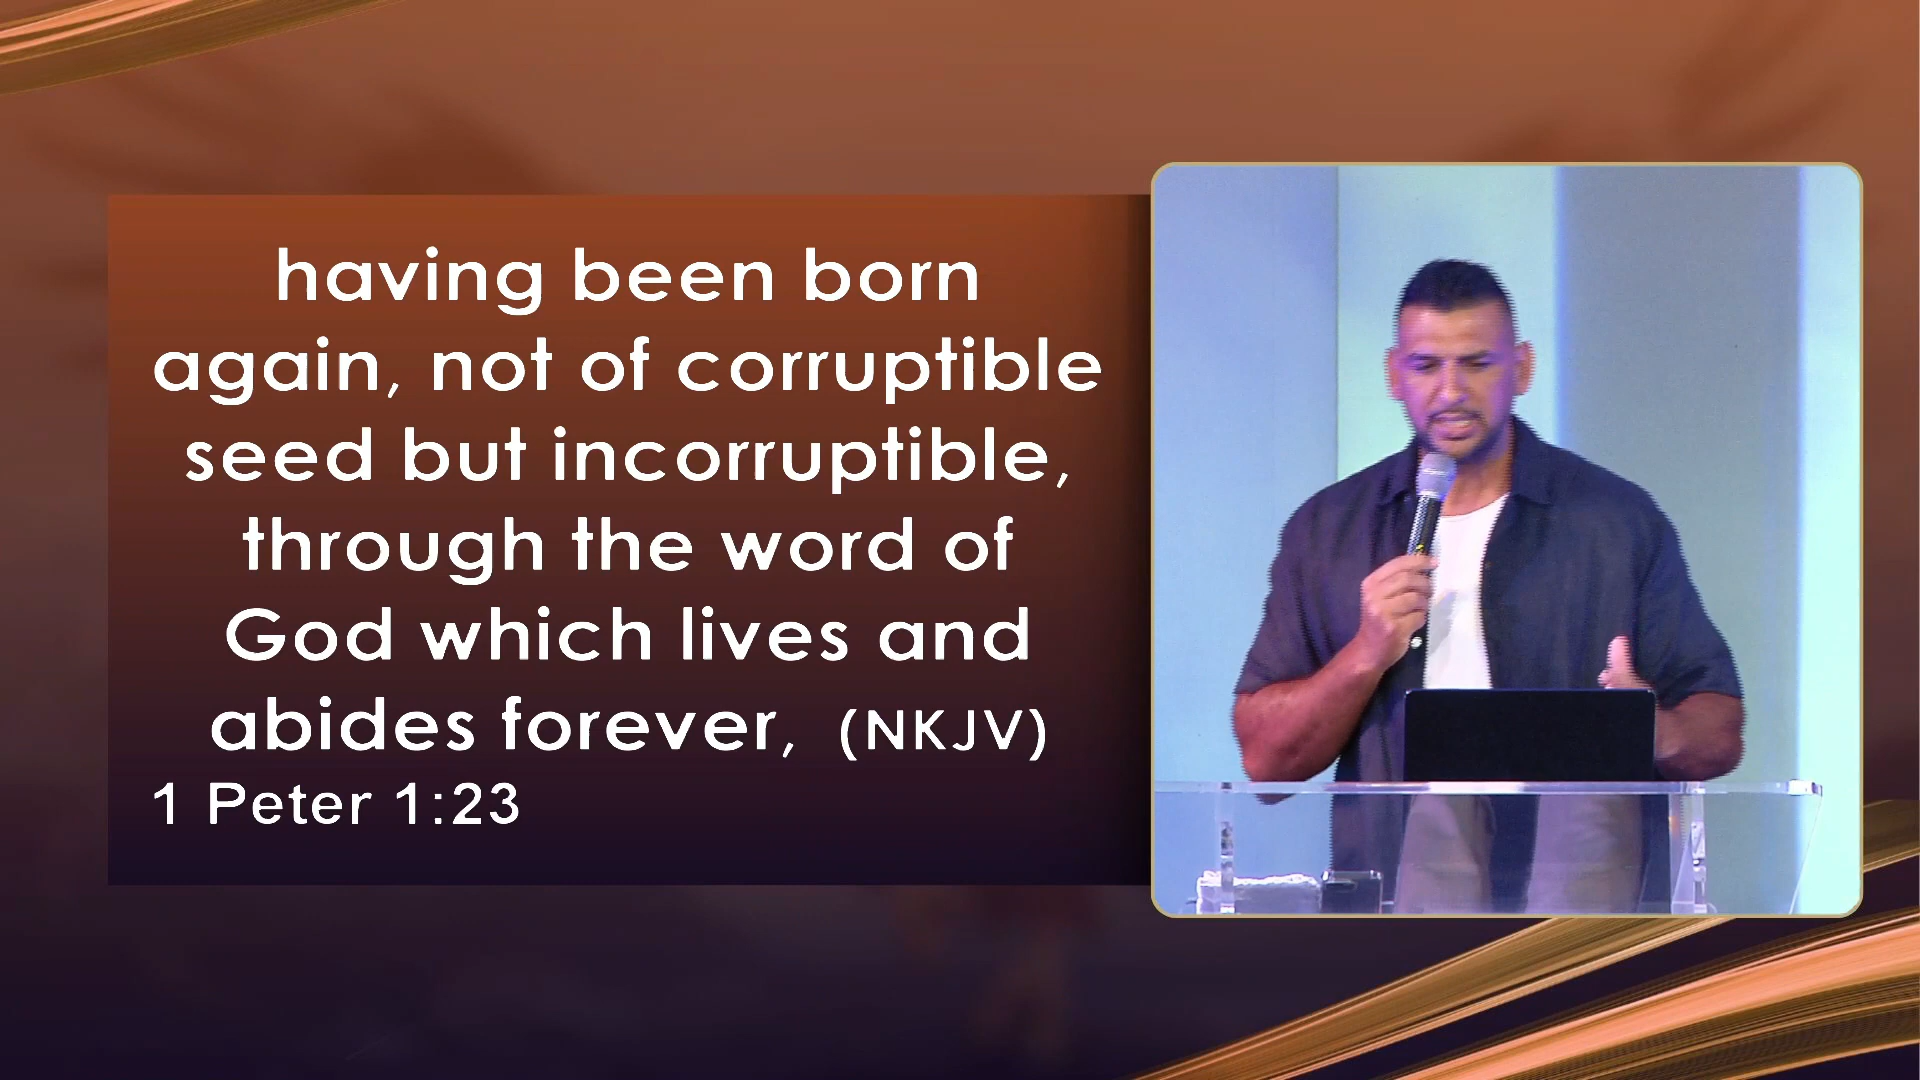 having been born
again, not of corruptible
seed but incorruptible,
through the word of
God which lives and
abides forever, (NKJV)
1 Peter 1:23